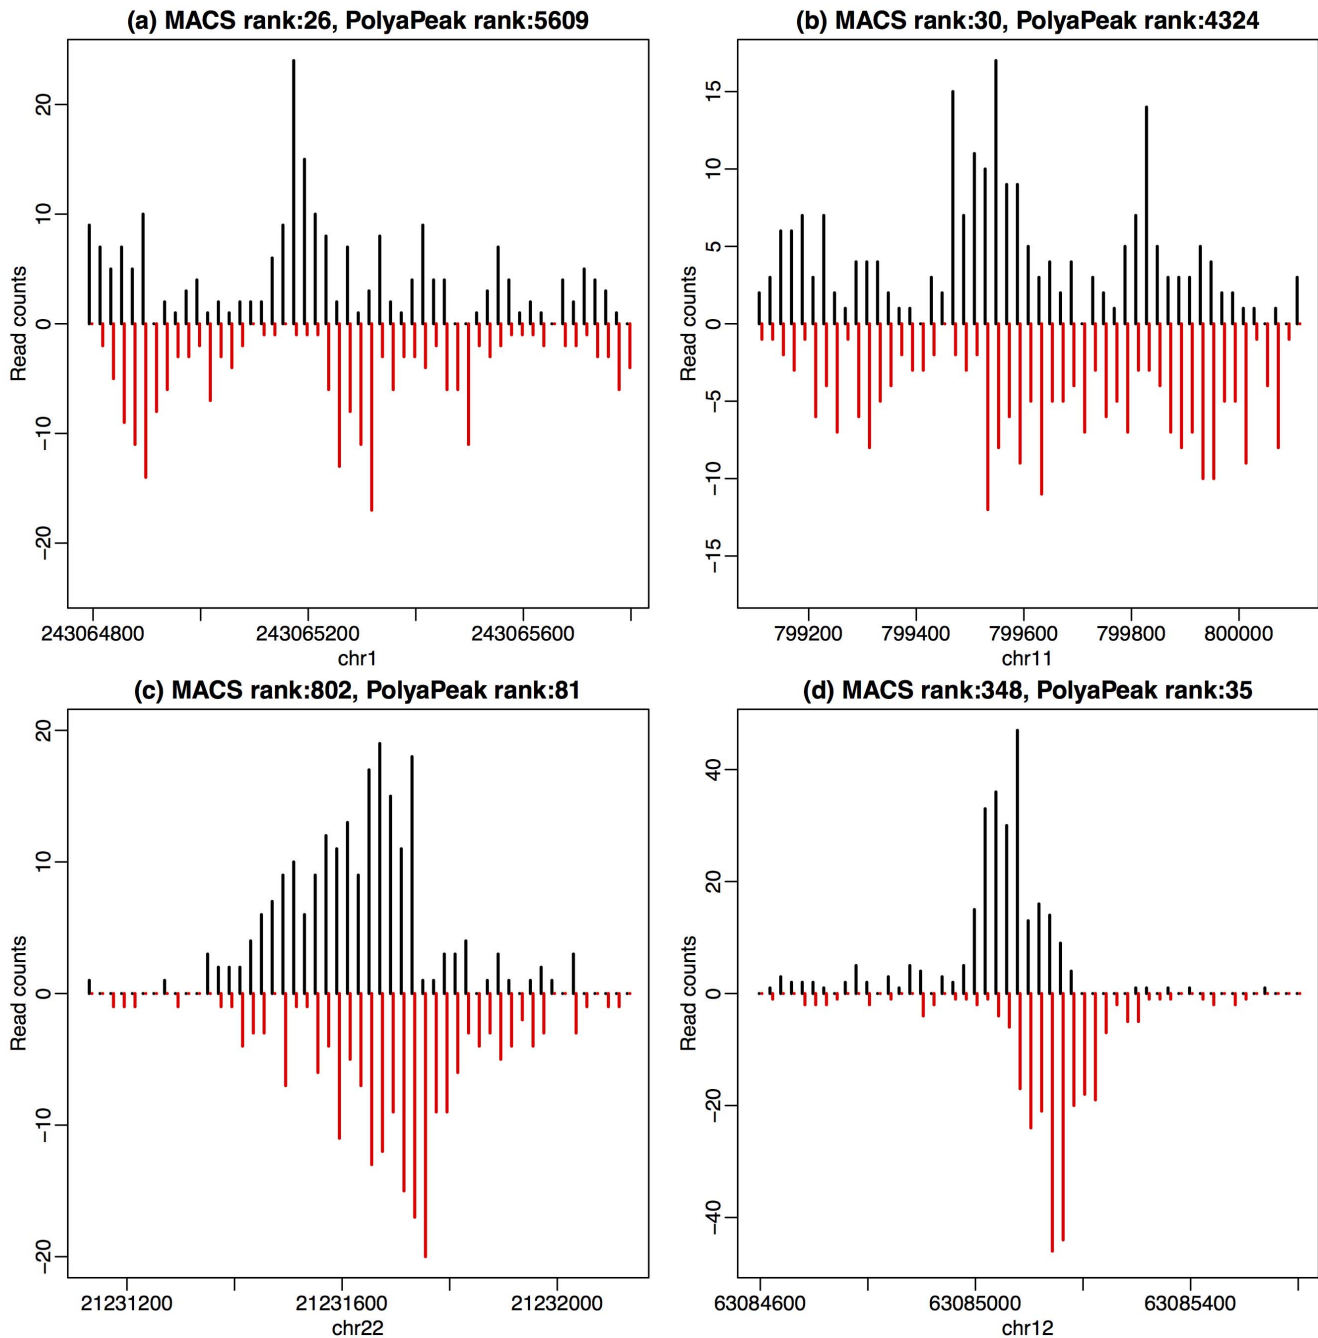 (a) MACS rank:26, PolyaPeak rank:5609
20
10
0
−10
−20
Read counts
243064800 243065200 243065600
chr1
(b) MACS rank:30, PolyaPeak rank:4324
15
10
5
0
−5
−10
−15
Read counts
799200 799400 799600 799800 800000
chr11
(c) MACS rank:802, PolyaPeak rank:81
20
10
0
−10
−20
Read counts
21231200 21231600 21232000
chr22
(d) MACS rank:348, PolyaPeak rank:35
40
20
0
−20
−40
Read counts
63084600 63085000 63085400
chr12